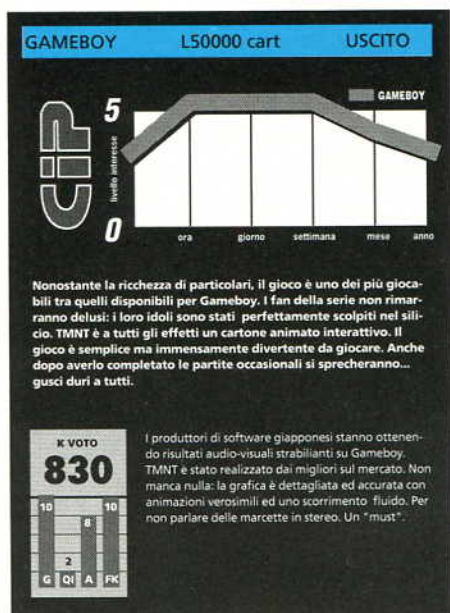 GAMEBOY L50000 cart USCITO
CiP
livello interesse
5
0
GAMEBOY
ora giorno settimana mese anno
Nonostante la ricchezza di particolari, il gioco è uno dei più gioca-
bili tra quelli disponibili per Gameboy. I fan della serie non rimar-
ranno delusi: i loro idoli sono stati perfettamente scolpiti nel sili-
cio. TMNT è a tutti gli effetti un cartone animato interattivo. Il
gioco è semplice ma immensamente divertente da giocare. Anche
dopo averlo completato le partite occasionali si sprecheranno...
gusci duri a tutti.
K VOTO
830
10 2 8 10
G QI A FK
I produttori di software giapponesi stanno ottenen-
do risultati audio-visuali strabilianti su Gameboy.
TMNT è stato realizzato dai migliori sul mercato. Non
manca nulla: la grafica è dettagliata ed accurata con
animazioni verosimili ed uno scorrimento fluido. Per
non parlare delle marcette in stereo. Un "must".